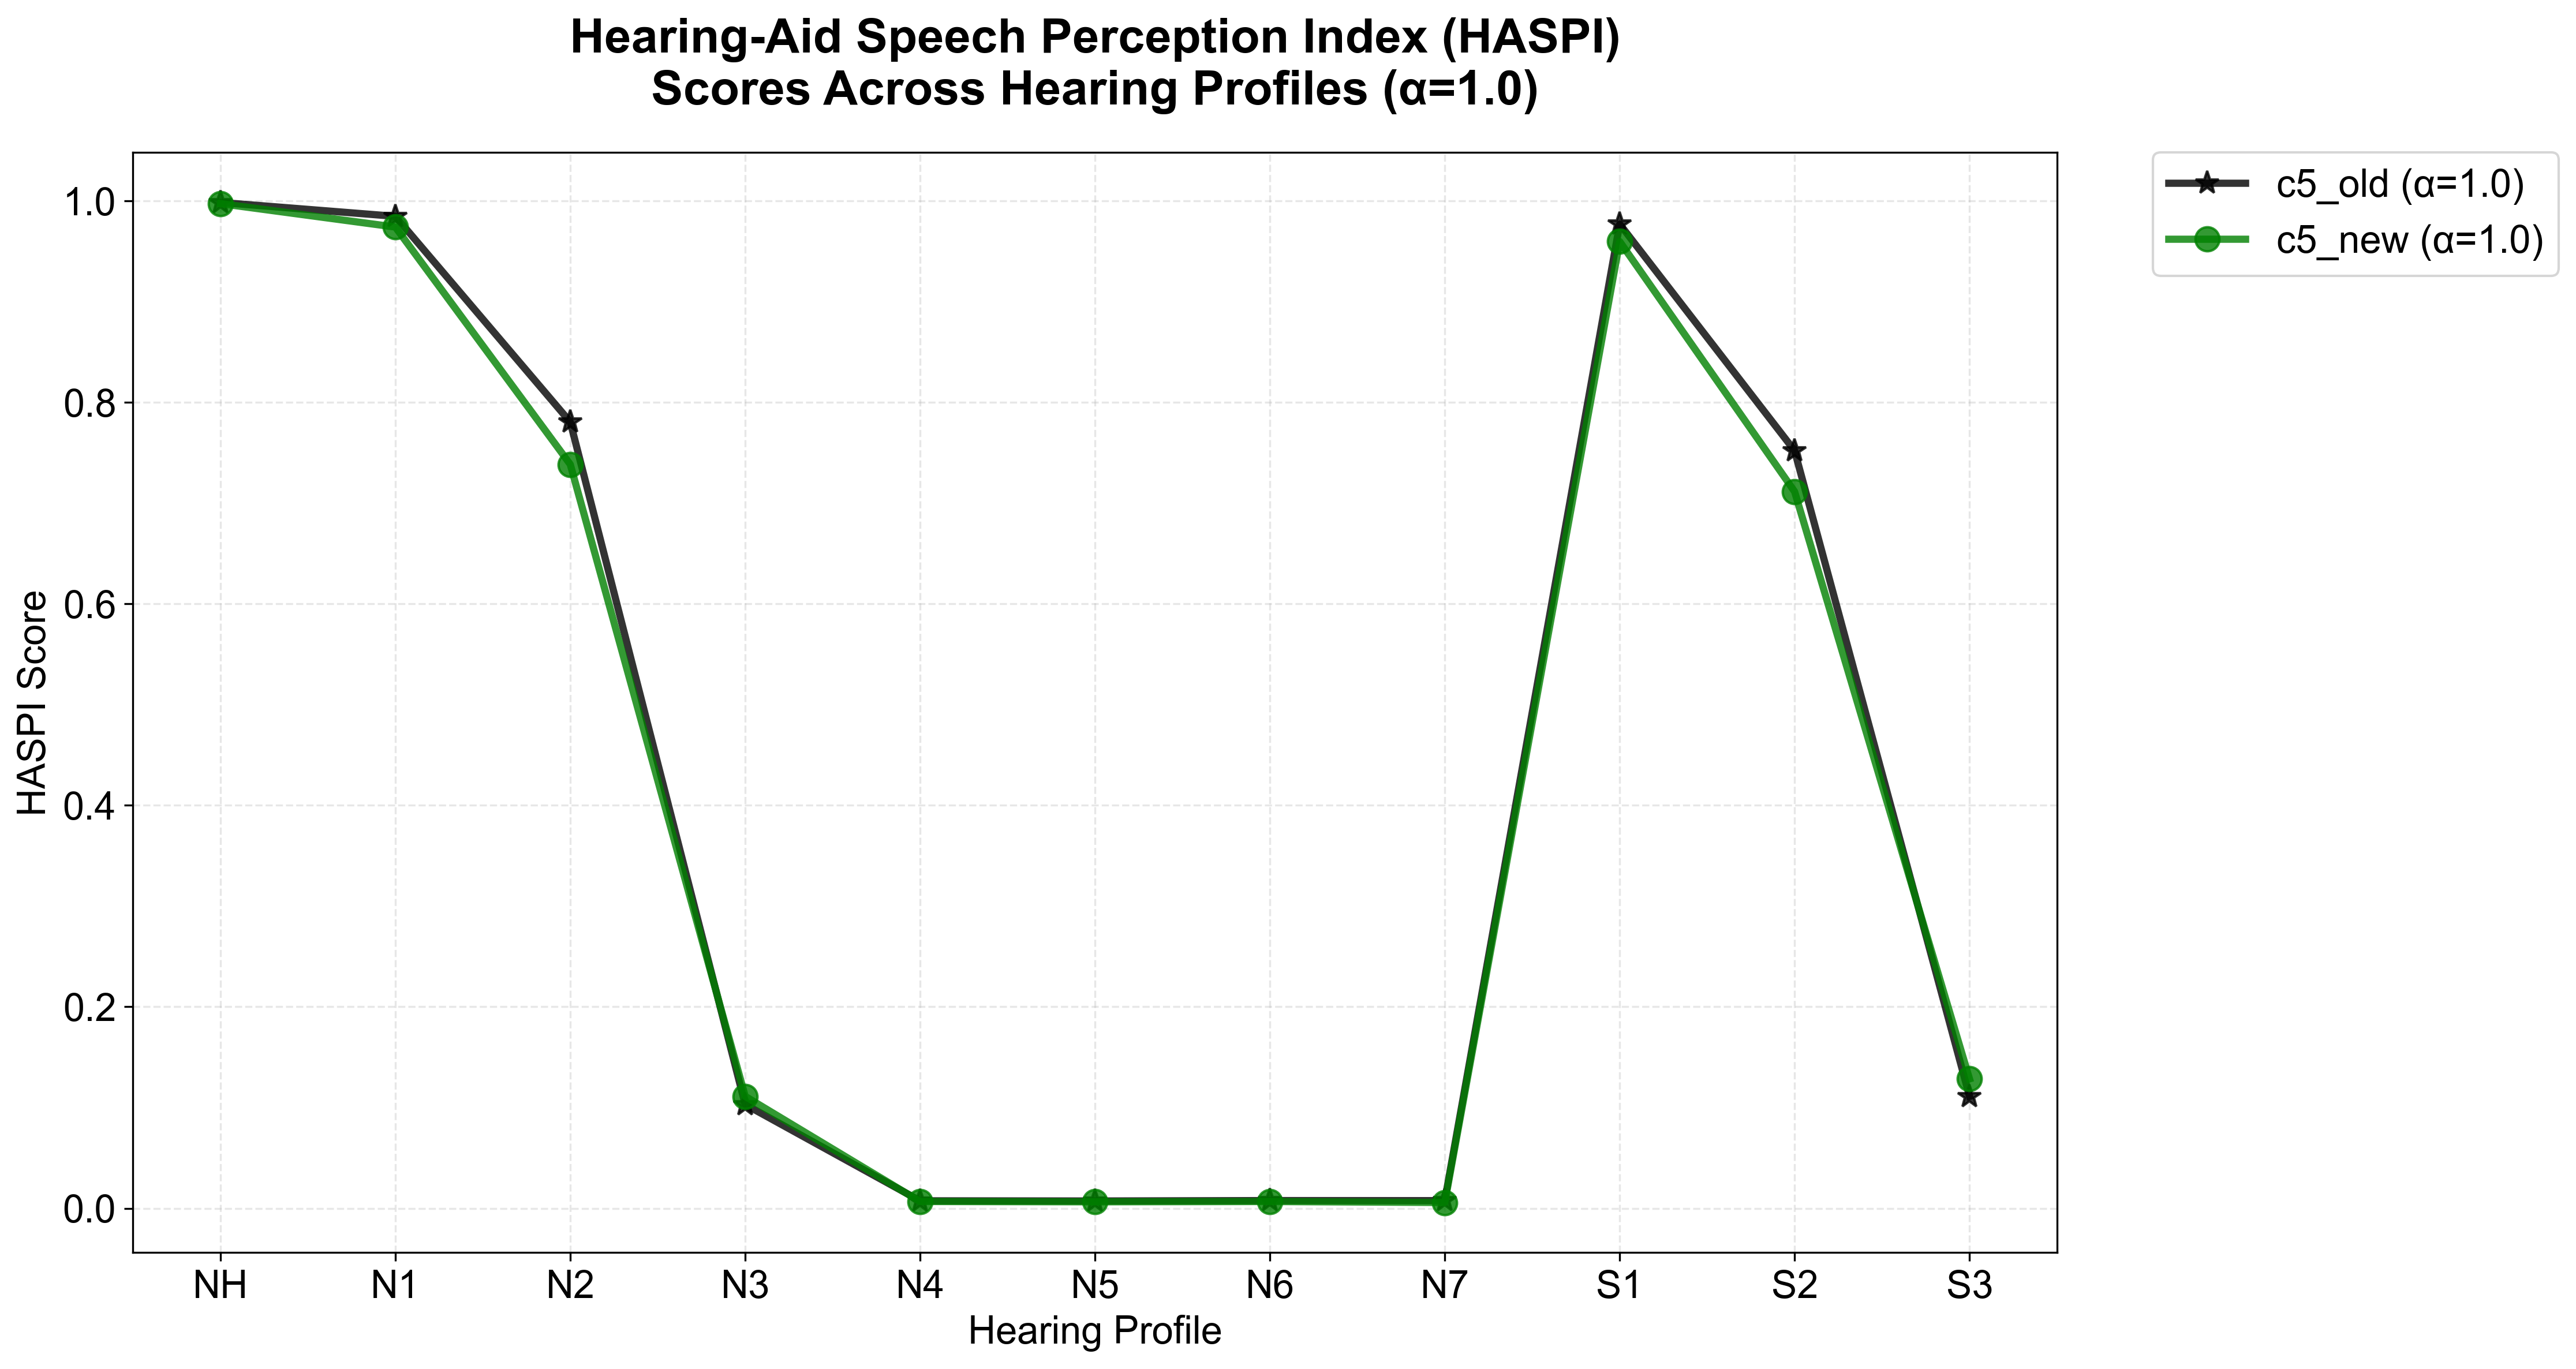 Hearing-Aid Speech Perception Index (HASPI)
Scores Across Hearing Profiles (α=1.0)
c5_old (α=1.0)
c5_new (α=1.0)
HASPI Score
1.0
0.8
0.6
0.4
0.2
0.0
NH N1 N2 N3 N4 N5 N6 N7 S1 S2 S3
Hearing Profile